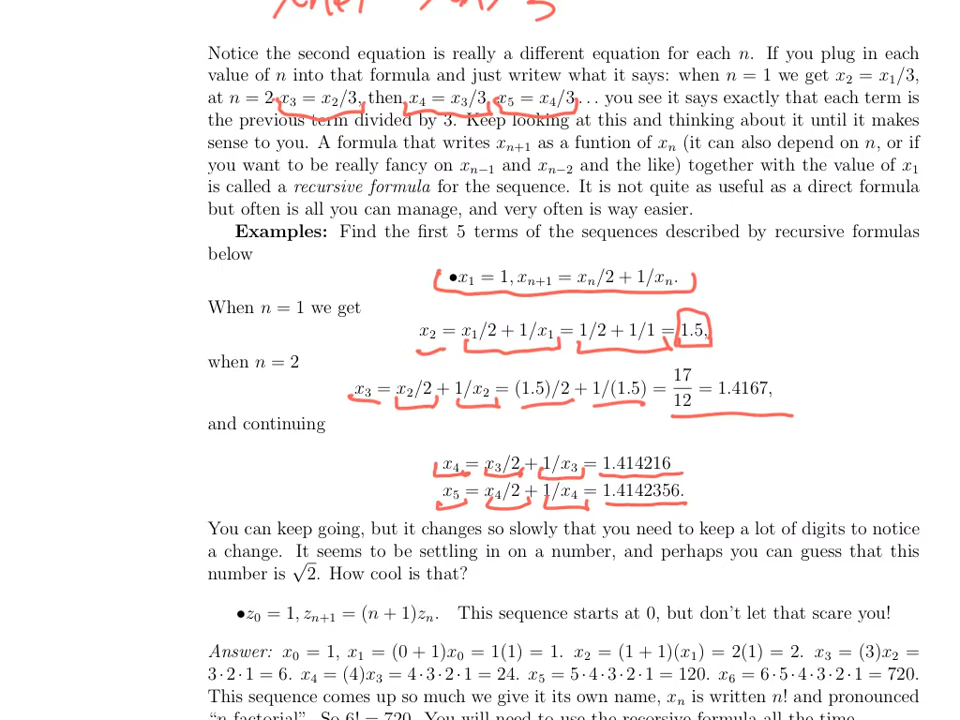 Notice the second equation is really a different equation for each n. If you plug in each
value of n into that formula and just writew what it says: when n = 1 we get x₂ = x₁/3,
at n = 2 x₃ = x₂/3, then x₄ = x₃/3, x₅ = x₄/3... you see it says exactly that each term is
the previous term divided by 3. Keep looking at this and thinking about it until it makes
sense to you. A formula that writes xₙ₊₁ as a funtion of xₙ (it can also depend on n, or if
you want to be really fancy on xₙ₋₁ and xₙ₋₂ and the like) together with the value of x₁
is called a recursive formula for the sequence. It is not quite as useful as a direct formula
but often is all you can manage, and very often is way easier.
Examples: Find the first 5 terms of the sequences described by recursive formulas
below
•x₁ = 1, xₙ₊₁ = xₙ/2 + 1/xₙ.
When n = 1 we get
x₂ = x₁/2 + 1/x₁ = 1/2 + 1/1 = 1.5,
when n = 2
x₃ = x₂/2 + 1/x₂ = (1.5)/2 + 1/(1.5) = 17/12 = 1.4167,
and continuing
x₄ = x₃/2 + 1/x₃ = 1.414216
x₅ = x₄/2 + 1/x₄ = 1.4142356.
You can keep going, but it changes so slowly that you need to keep a lot of digits to notice
a change. It seems to be settling in on a number, and perhaps you can guess that this
number is √2. How cool is that?
•z₀ = 1, zₙ₊₁ = (n + 1)zₙ. This sequence starts at 0, but don't let that scare you!
Answer: x₀ = 1, x₁ = (0 + 1)x₀ = 1(1) = 1. x₂ = (1 + 1)(x₁) = 2(1) = 2. x₃ = (3)x₂ =
3·2·1 = 6. x₄ = (4)x₃ = 4·3·2·1 = 24. x₅ = 5·4·3·2·1 = 120. x₆ = 6·5·4·3·2·1 = 720.
This sequence comes up so much we give it its own name, xₙ is written n! and pronounced
"n factorial". So 6! = 720. You will need to use the recorsive formula all the time